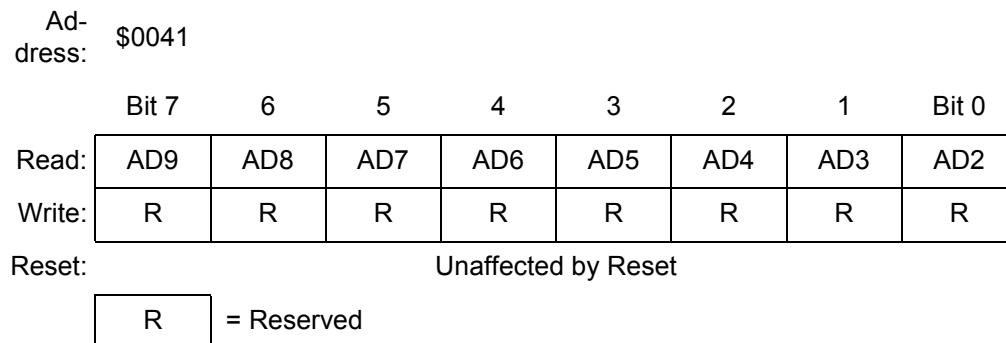 Ad-
dress: $0041
Bit 7 6 5 4 3 2 1 Bit 0
Read: AD9 AD8 AD7 AD6 AD5 AD4 AD3 AD2
Write: R R R R R R R R
Reset: Unaffected by Reset
R = Reserved